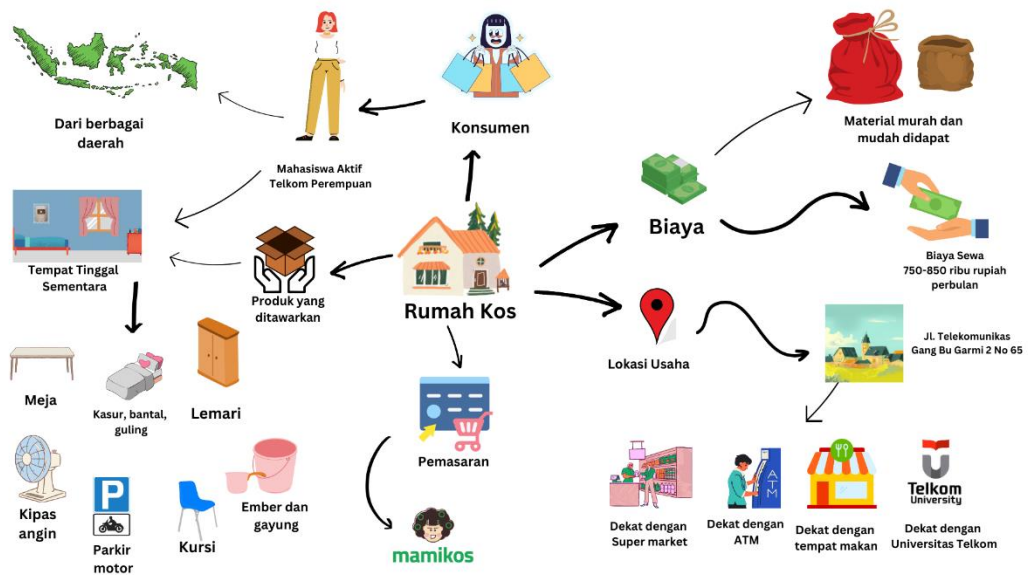 Dari berbagai
daerah
Mahasiswa Aktif
Telkom Perempuan
Konsumen
Material murah dan
mudah didapat
Biaya
Biaya Sewa
750-850 ribu rupiah
perbulan
Tempat Tinggal
Sementara
Produk yang
ditawarkan
Rumah Kos
Lokasi Usaha
Jl. Telekomunikas
Gang Bu Garmi 2 No 65
Meja
Kasur, bantal,
guling
Lemari
Pemasaran
Kipas
angin
P
Parkir
motor
Kursi
Ember dan
gayung
mamikos
Dekat dengan
Super market
ATM
Dekat dengan
ATM
Dekat dengan
tempat makan
Telkom
University
Dekat dengan
Universitas Telkom